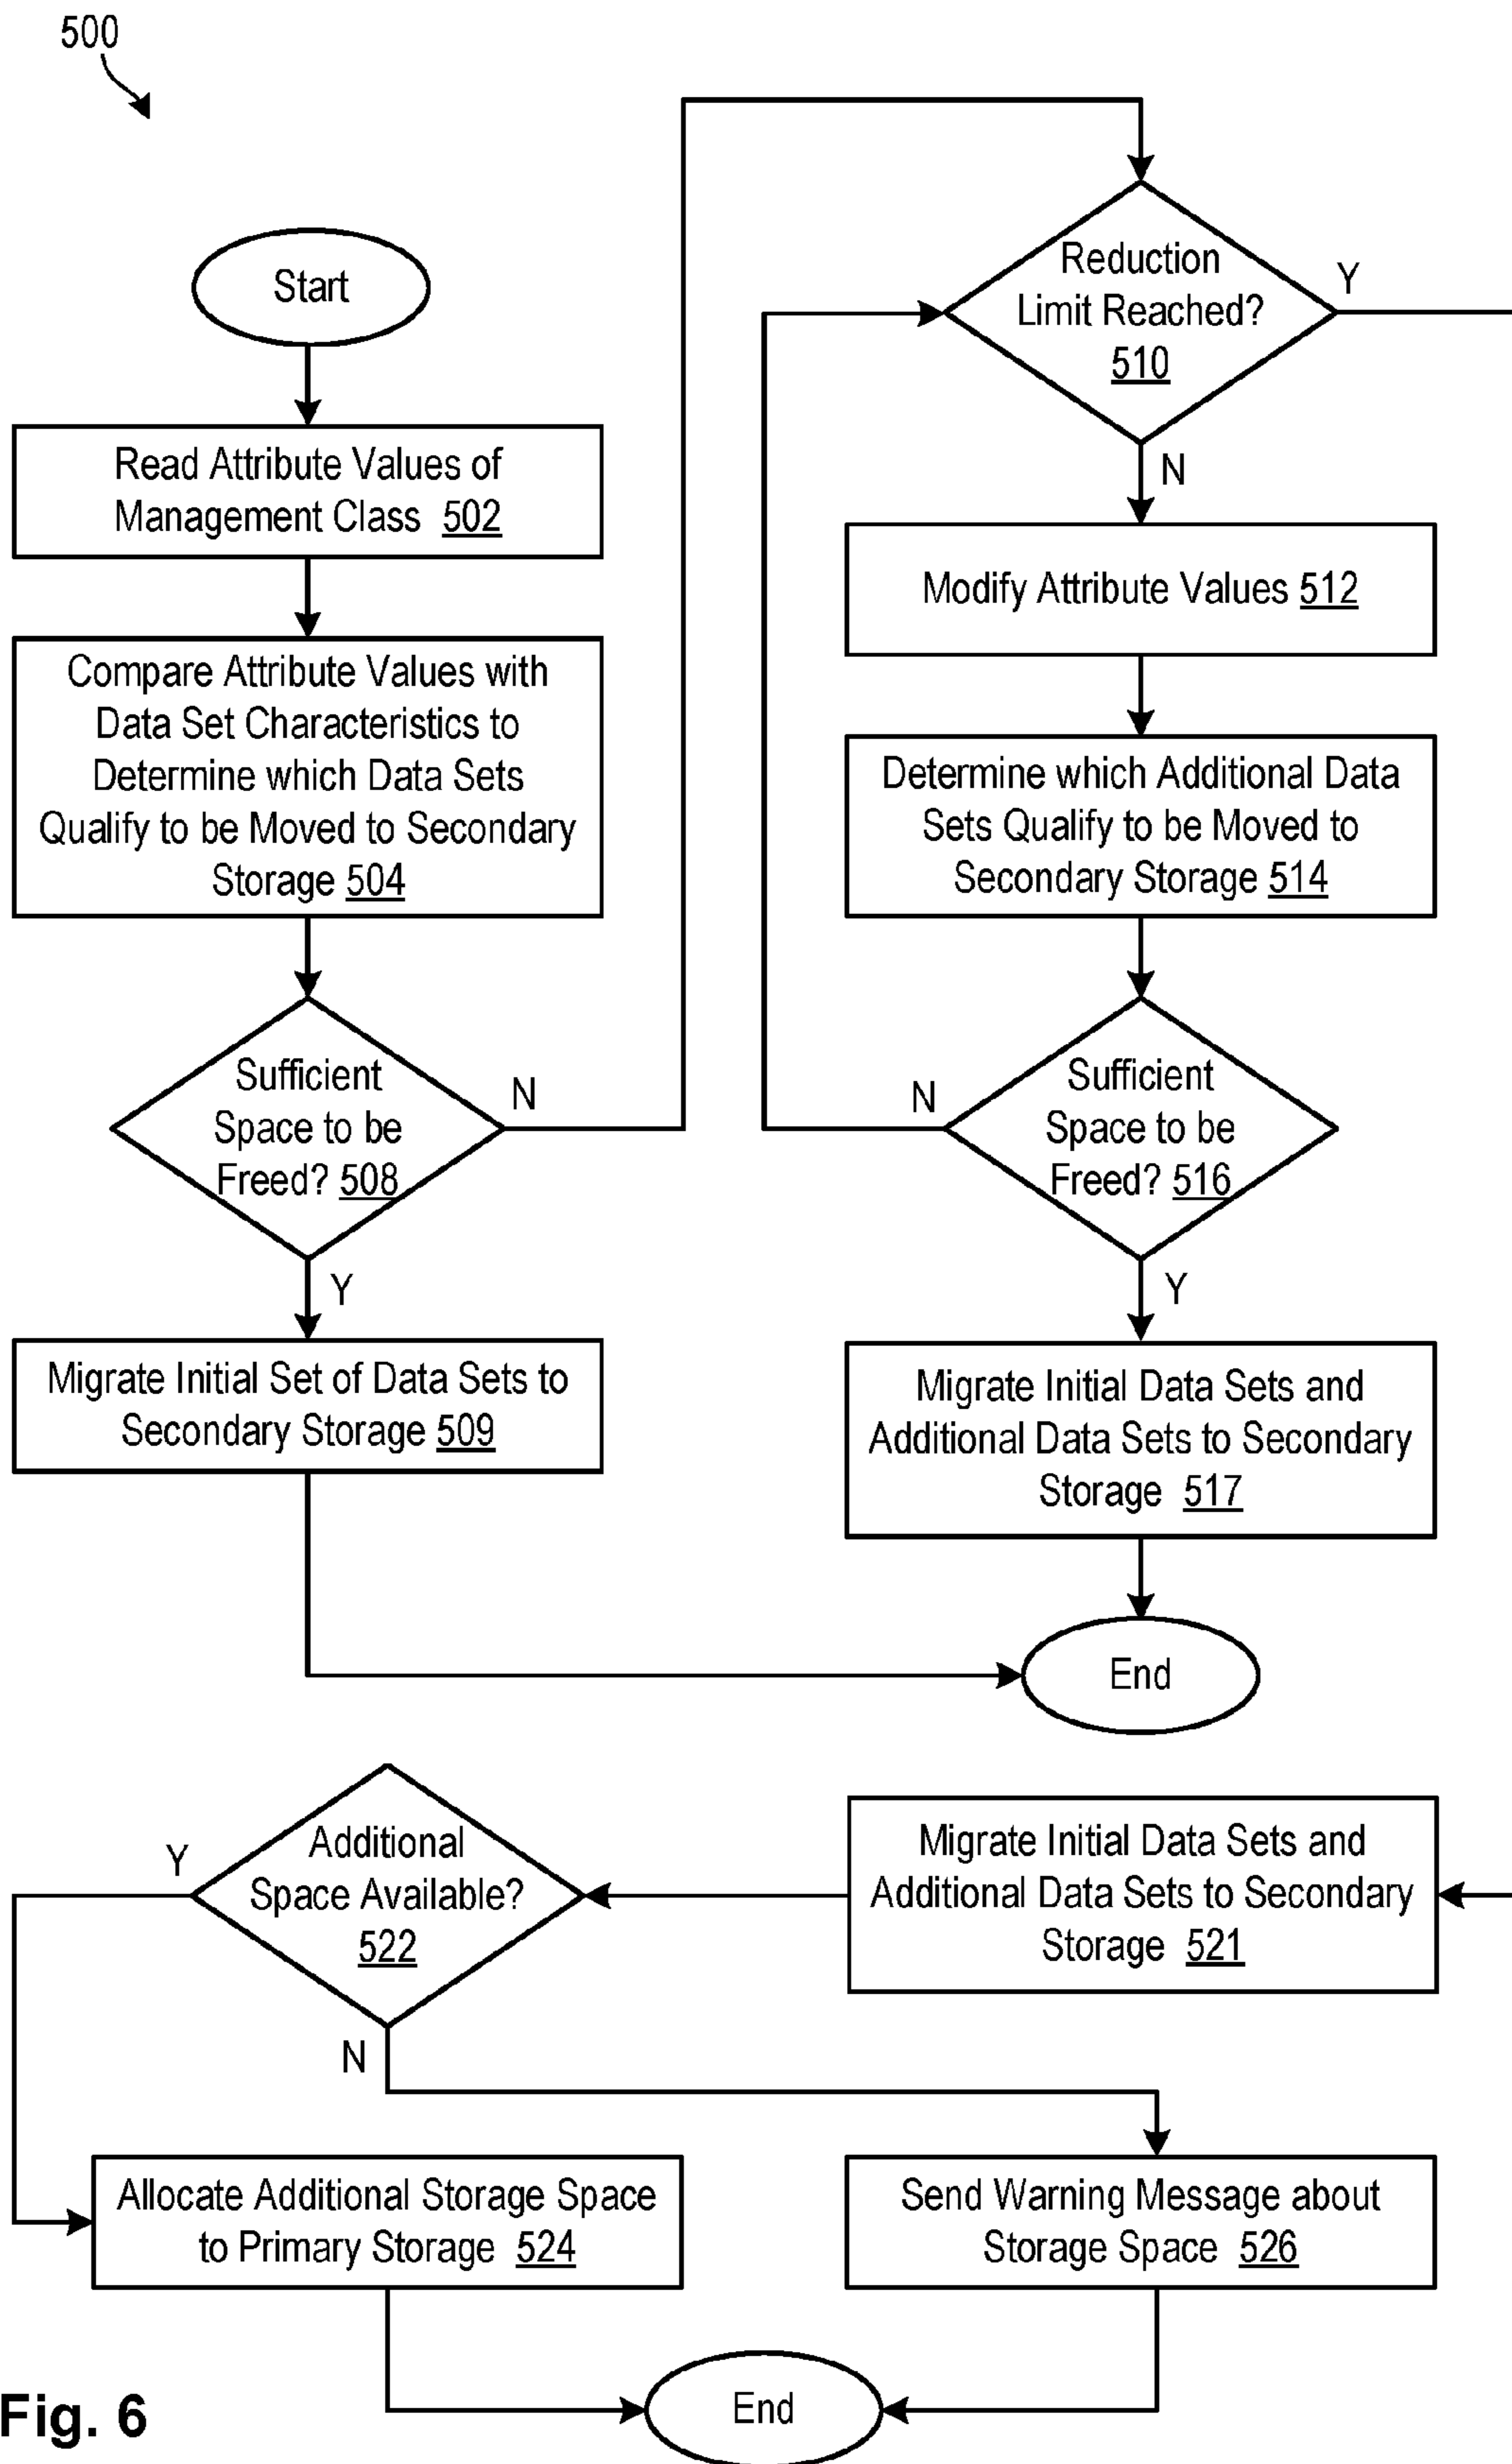 500
Start
Read Attribute Values of
Management Class 502
Compare Attribute Values with
Data Set Characteristics to
Determine which Data Sets
Qualify to be Moved to Secondary
Storage 504
Sufficient
Space to be
Freed? 508
N
Y
Migrate Initial Set of Data Sets to
Secondary Storage 509
Reduction
Limit Reached?
510
Y
N
Modify Attribute Values 512
Determine which Additional Data
Sets Qualify to be Moved to
Secondary Storage 514
Sufficient
Space to be
Freed? 516
N
Y
Migrate Initial Data Sets and
Additional Data Sets to Secondary
Storage 517
End
Migrate Initial Data Sets and
Additional Data Sets to Secondary
Storage 521
Additional
Space Available?
522
Y
N
Allocate Additional Storage Space
to Primary Storage 524
Send Warning Message about
Storage Space 526
End
Fig. 6